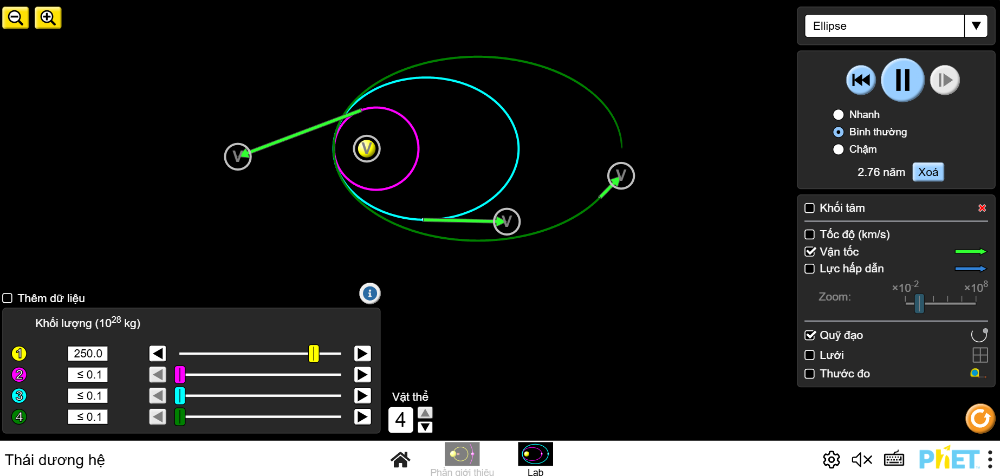 Ellipse
Nhanh
Bình thường
Chậm
2.76 năm Xoá
Khối tâm
Tốc độ (km/s)
Vận tốc
Lực hấp dẫn
×10^-2 ×10^8
Zoom:
Quỹ đạo
Lưới
Thước đo
V
V
V
V
Thêm dữ liệu
Khối lượng (10^28 kg)
1 250.0
2 ≤ 0.1
3 ≤ 0.1
4 ≤ 0.1
Vật thể
4
Thái dương hệ
Phần giới thiệu
Lab
PhET